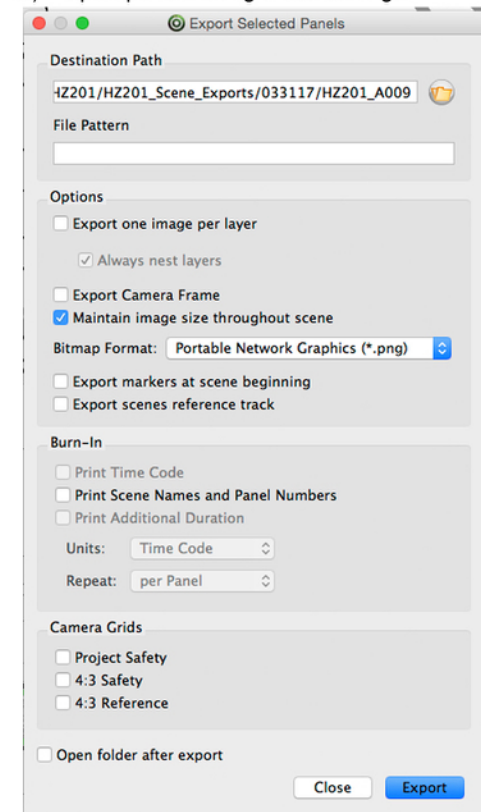 Export Selected Panels
Destination Path
HZ201/HZ201_Scene_Exports/033117/HZ201_A009
File Pattern
Options
Export one image per layer
Always nest layers
Export Camera Frame
Maintain image size throughout scene
Bitmap Format: Portable Network Graphics (*.png)
Export markers at scene beginning
Export scenes reference track
Burn-In
Print Time Code
Print Scene Names and Panel Numbers
Print Additional Duration
Units: Time Code
Repeat: per Panel
Camera Grids
Project Safety
4:3 Safety
4:3 Reference
Open folder after export
Close Export